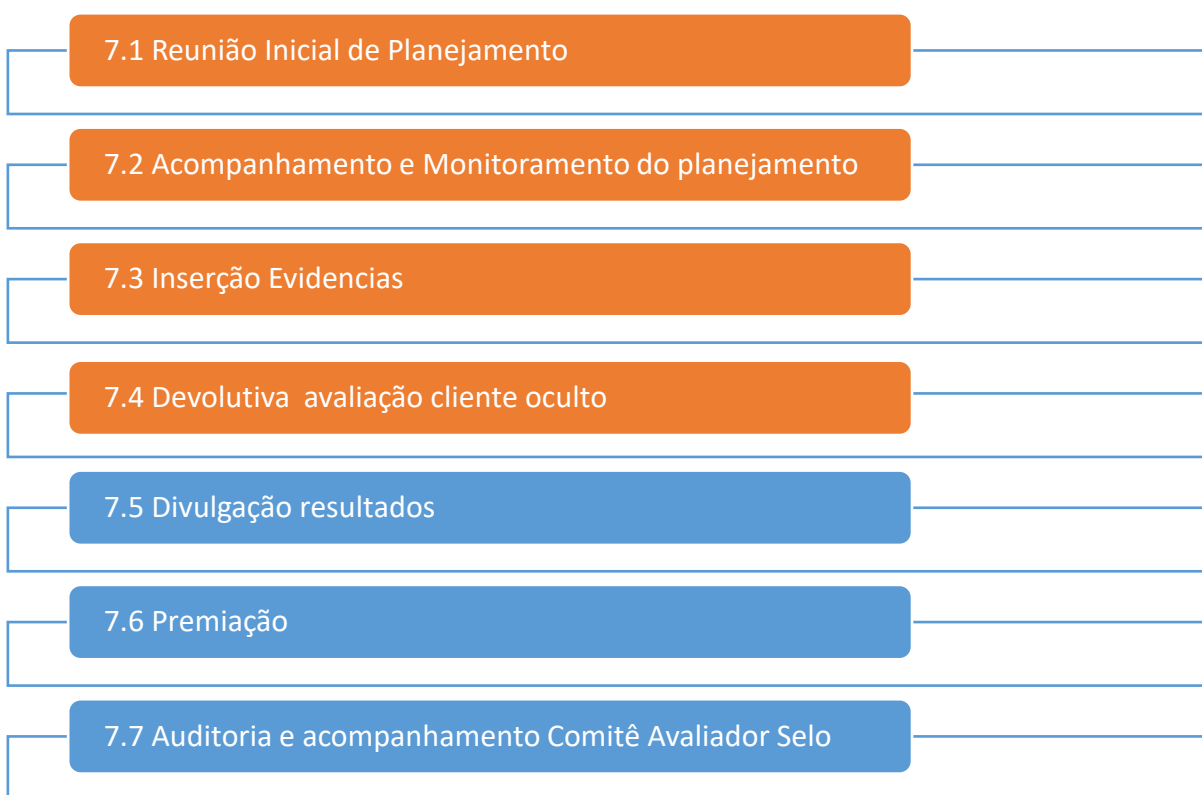 7.1 Reunião Inicial de Planejamento
7.2 Acompanhamento e Monitoramento do planejamento
7.3 Inserção Evidencias
7.4 Devolutiva  avaliação cliente oculto
7.5 Divulgação resultados
7.6 Premiação
7.7 Auditoria e acompanhamento Comitê Avaliador Selo